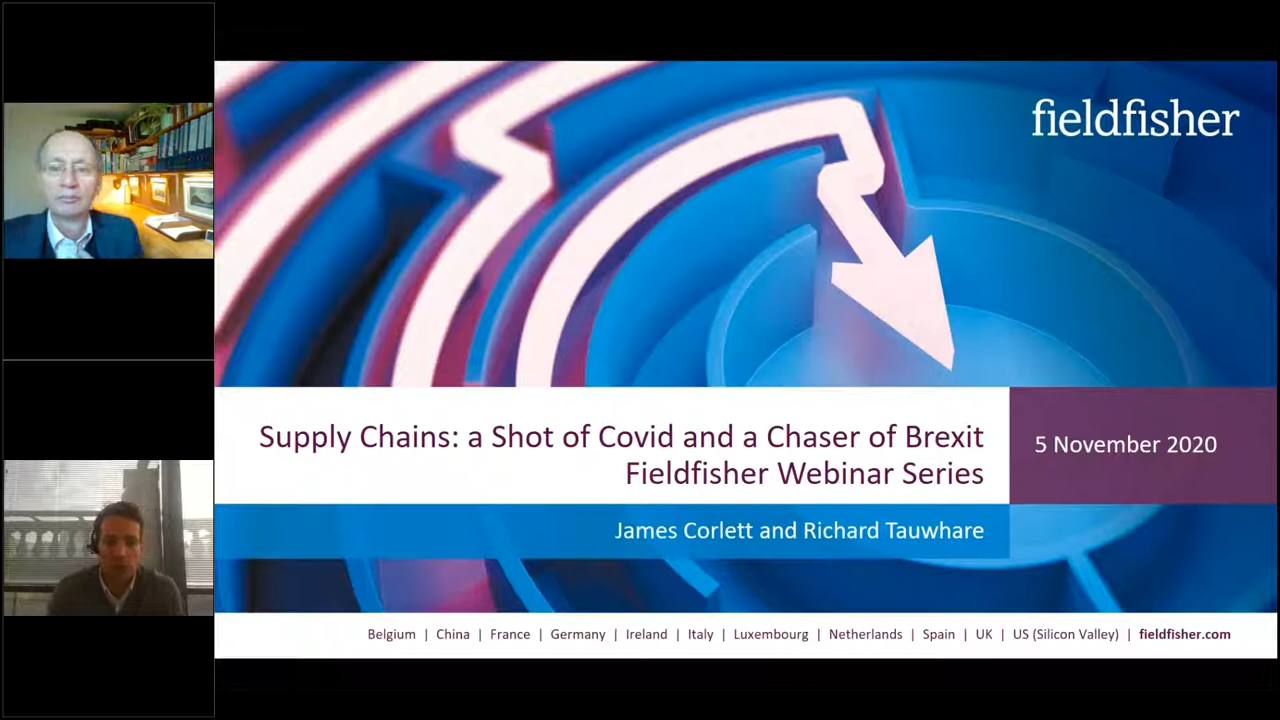 fieldfisher
Supply Chains: a Shot of Covid and a Chaser of Brexit
Fieldfisher Webinar Series
5 November 2020
James Corlett and Richard Tauwhare
Belgium | China | France | Germany | Ireland | Italy | Luxembourg | Netherlands | Spain | UK | US (Silicon Valley) | fieldfisher.com